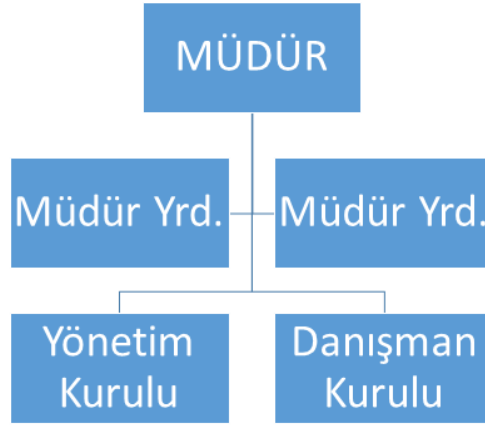 MÜDÜR
Müdür Yrd.
Müdür Yrd.
Yönetim
Kurulu
Danışman
Kurulu